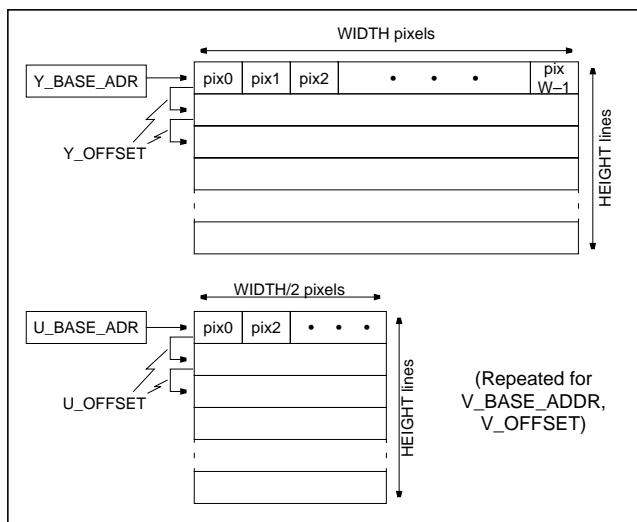 WIDTH pixels
Y_BASE_ADR
pix0 pix1 pix2 • • • pix
W–1
Y_OFFSET
HEIGHT lines
WIDTH/2 pixels
U_BASE_ADR
pix0 pix2 • • •
U_OFFSET
HEIGHT lines
(Repeated for
V_BASE_ADDR,
V_OFFSET)